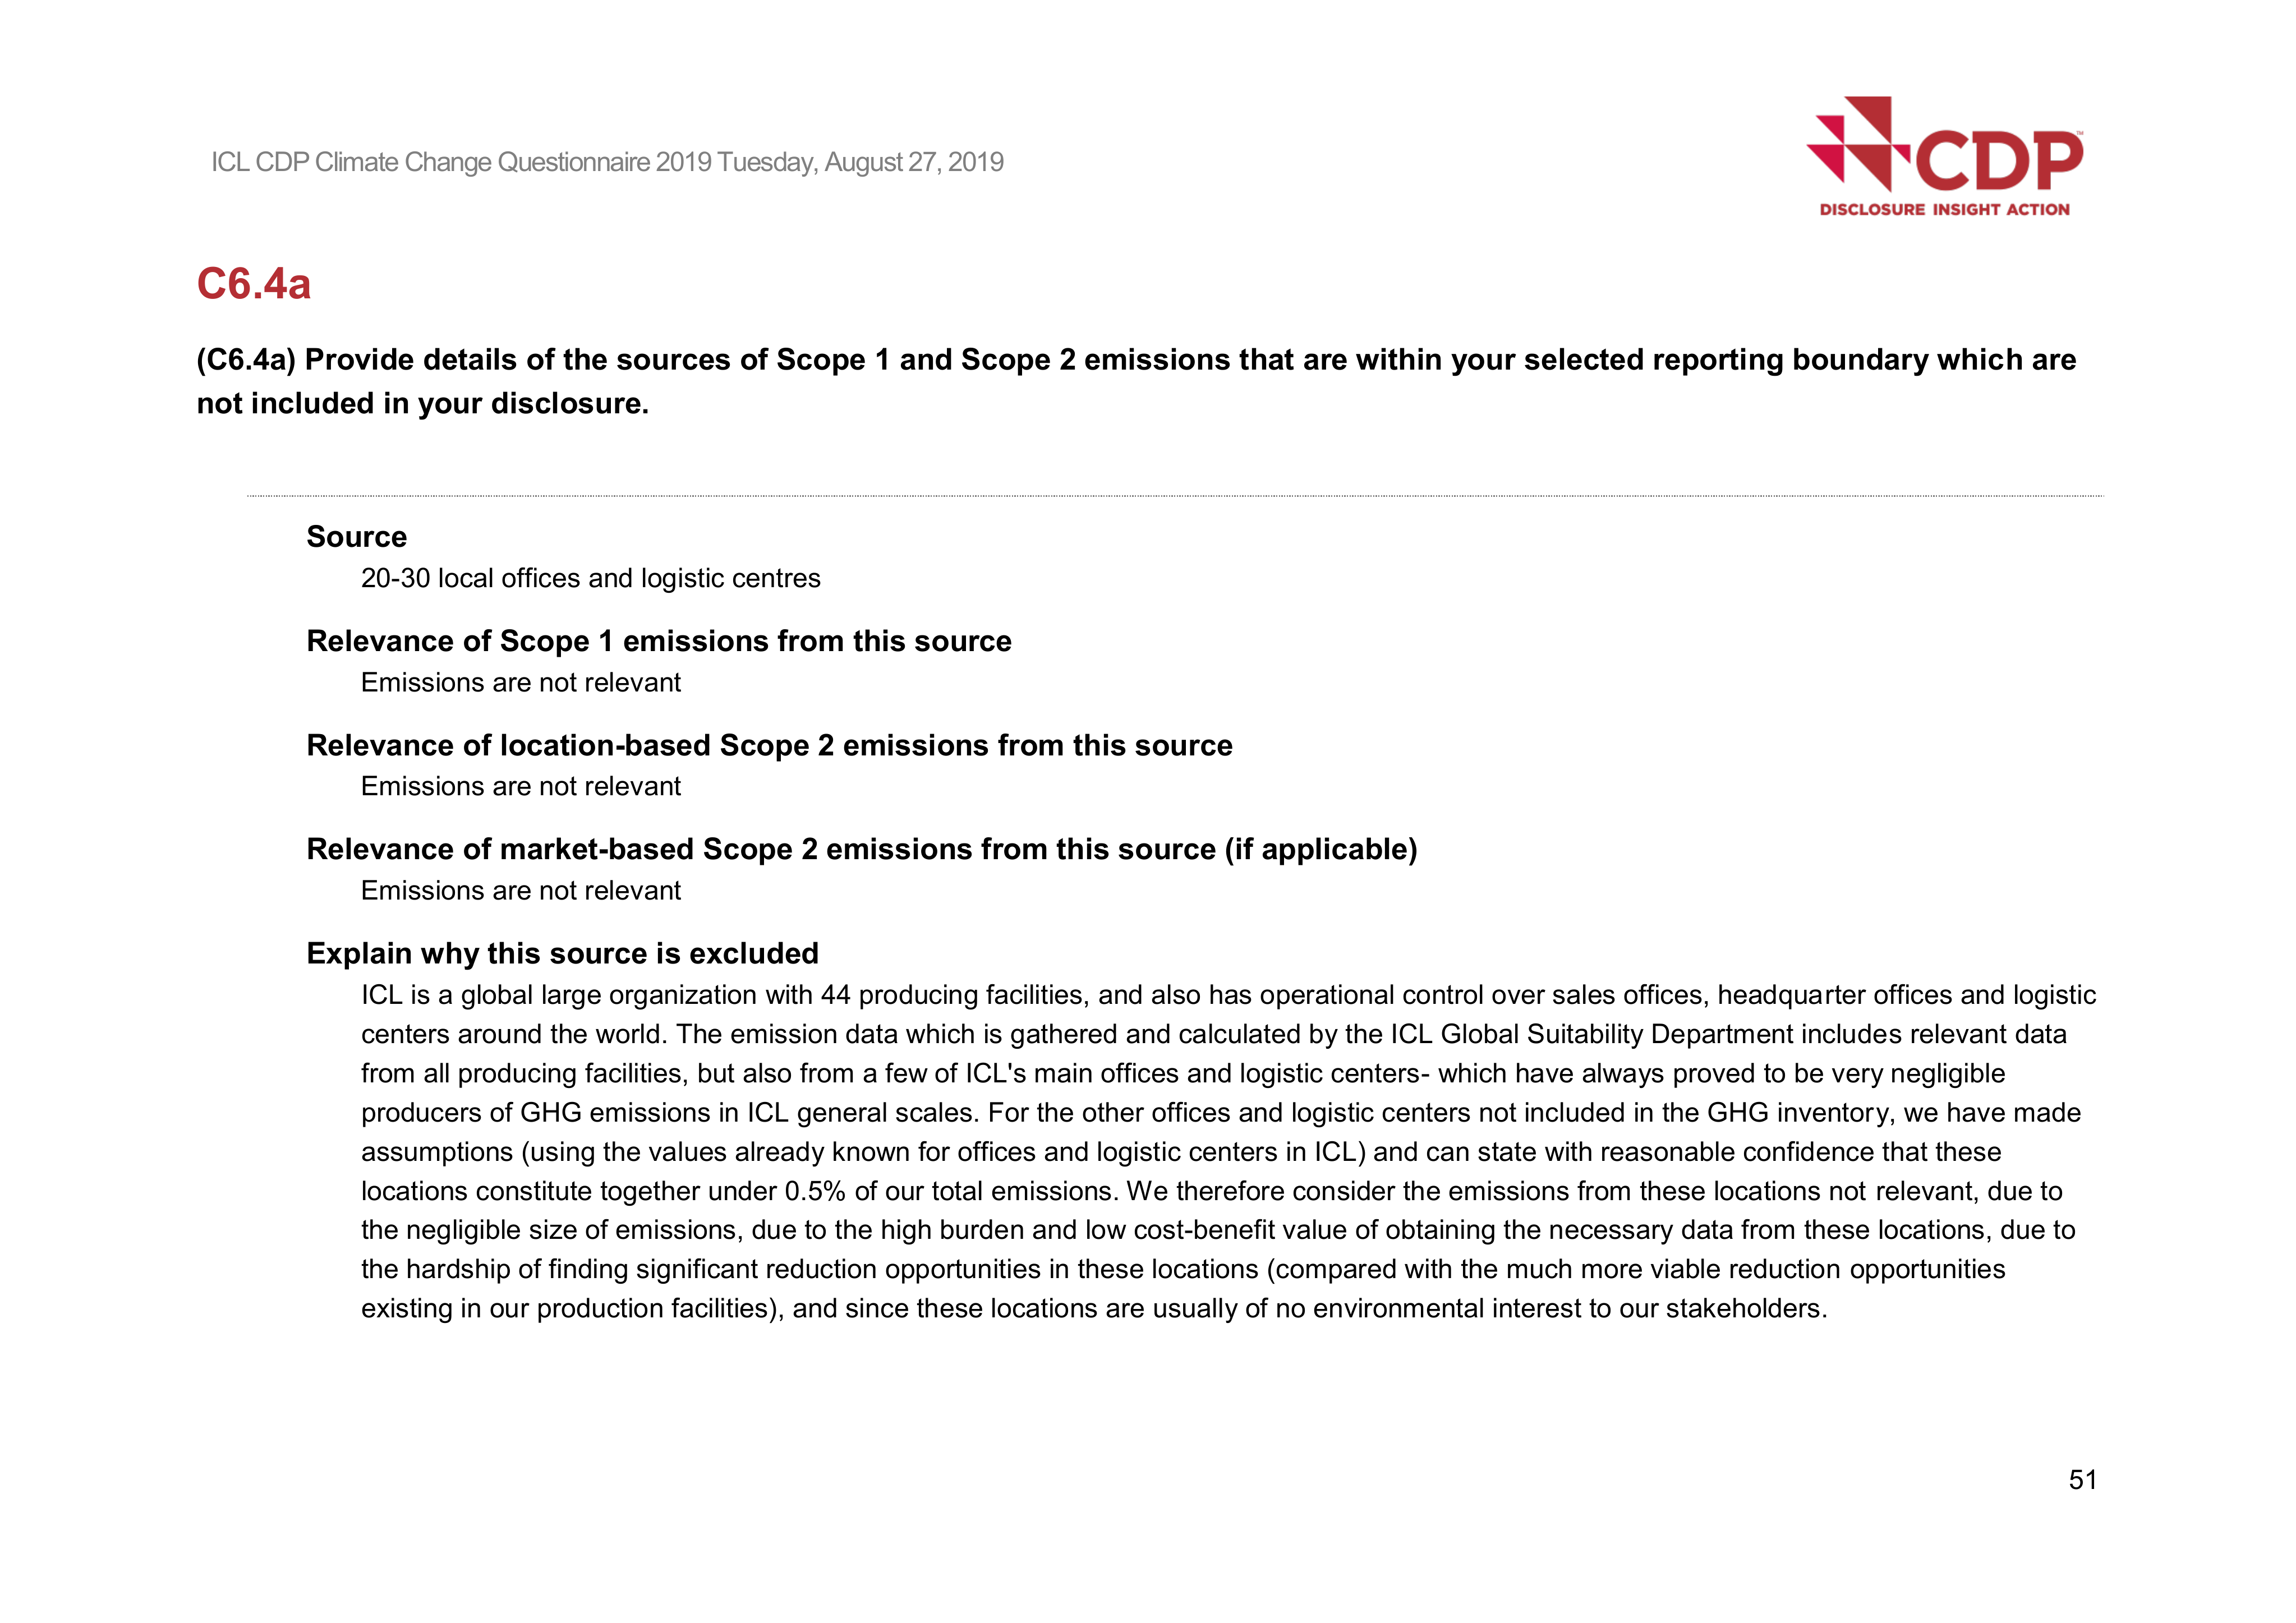 ICL CDP Climate Change Questionnaire 2019 Tuesday, August 27, 2019
CDP™
DISCLOSURE INSIGHT ACTION
C6.4a
(C6.4a) Provide details of the sources of Scope 1 and Scope 2 emissions that are within your selected reporting boundary which are
not included in your disclosure.
Source
20-30 local offices and logistic centres
Relevance of Scope 1 emissions from this source
Emissions are not relevant
Relevance of location-based Scope 2 emissions from this source
Emissions are not relevant
Relevance of market-based Scope 2 emissions from this source (if applicable)
Emissions are not relevant
Explain why this source is excluded
ICL is a global large organization with 44 producing facilities, and also has operational control over sales offices, headquarter offices and logistic
centers around the world. The emission data which is gathered and calculated by the ICL Global Suitability Department includes relevant data
from all producing facilities, but also from a few of ICL's main offices and logistic centers- which have always proved to be very negligible
producers of GHG emissions in ICL general scales. For the other offices and logistic centers not included in the GHG inventory, we have made
assumptions (using the values already known for offices and logistic centers in ICL) and can state with reasonable confidence that these
locations constitute together under 0.5% of our total emissions. We therefore consider the emissions from these locations not relevant, due to
the negligible size of emissions, due to the high burden and low cost-benefit value of obtaining the necessary data from these locations, due to
the hardship of finding significant reduction opportunities in these locations (compared with the much more viable reduction opportunities
existing in our production facilities), and since these locations are usually of no environmental interest to our stakeholders.
51